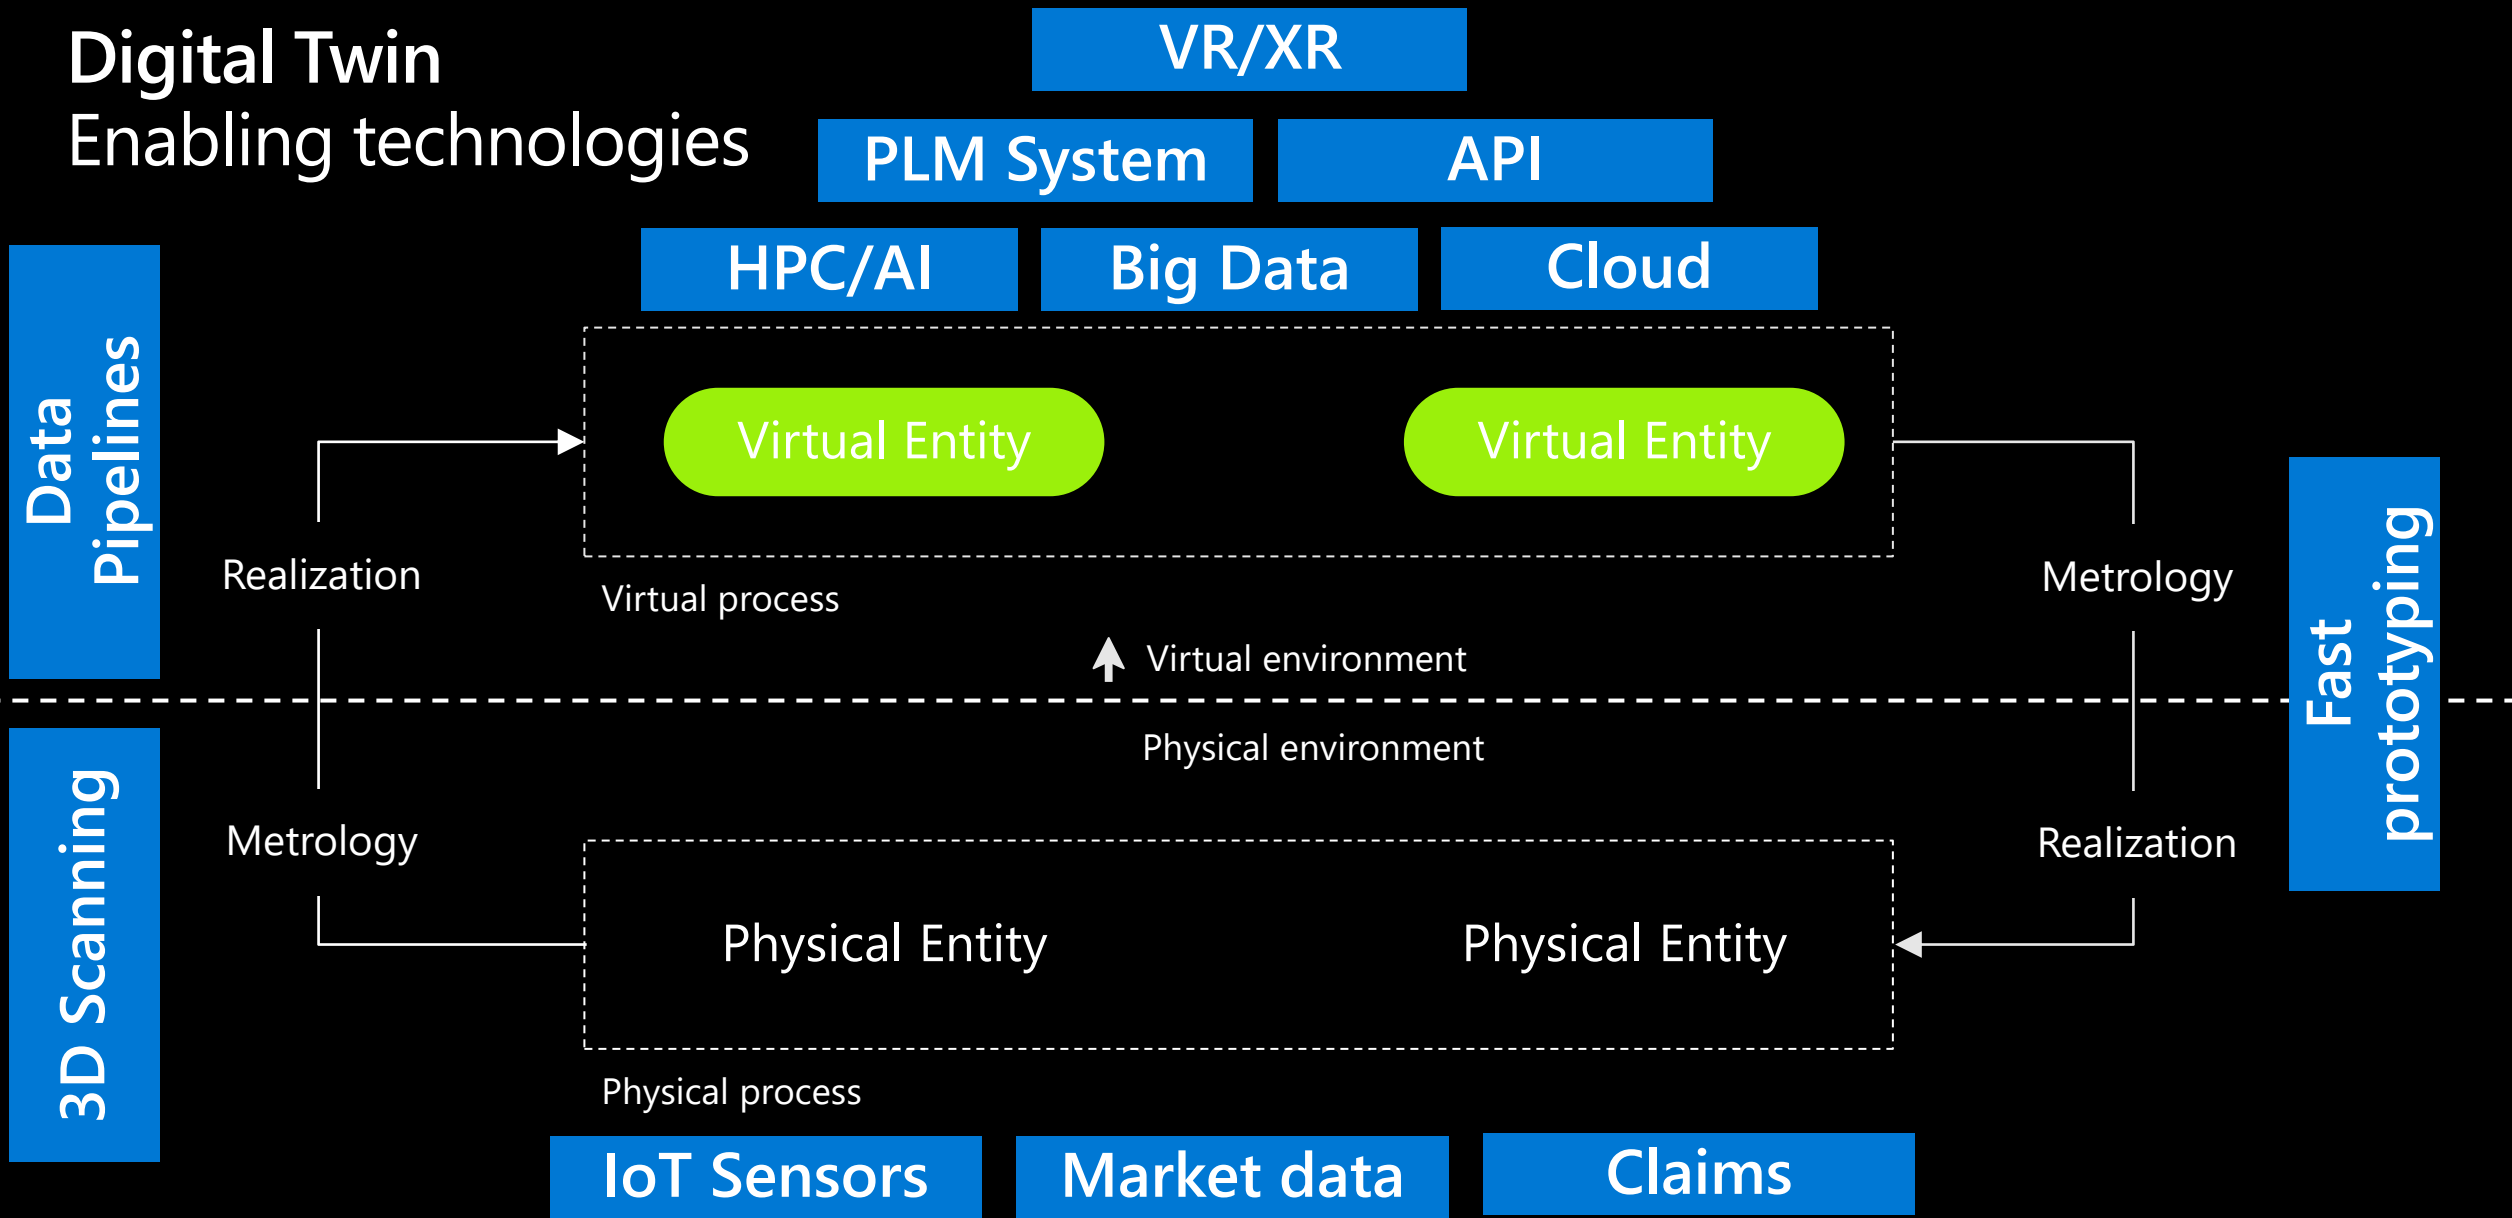 Digital Twin
Enabling technologies
VR/XR
PLM System
API
HPC/AI
Big Data
Cloud
Data
Pipelines
Virtual Entity
Virtual Entity
Realization
Metrology
Virtual process
Virtual environment
Fast
prototyping
Physical environment
3D Scanning
Metrology
Realization
Physical Entity
Physical Entity
Physical process
IoT Sensors
Market data
Claims